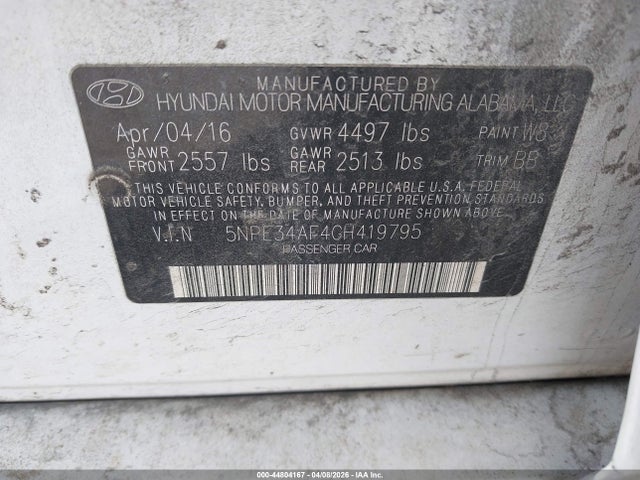 MANUFACTURED BY
HYUNDAI MOTOR MANUFACTURING ALABAMA, LLC
Apr/04/16 GVWR 4497 lbs PAINT W8
GAWR FRONT 2557 lbs GAWR REAR 2513 lbs TRIM BB
THIS VEHICLE CONFORMS TO ALL APPLICABLE U.S.A. FEDERAL
MOTOR VEHICLE SAFETY, BUMPER, AND THEFT PREVENTION STANDARDS
IN EFFECT ON THE DATE OF MANUFACTURE SHOWN ABOVE.
V.I.N 5NPE34AF4GH419795
PASSENGER CAR
000-44804167 | 04/08/2026 | IAA Inc.